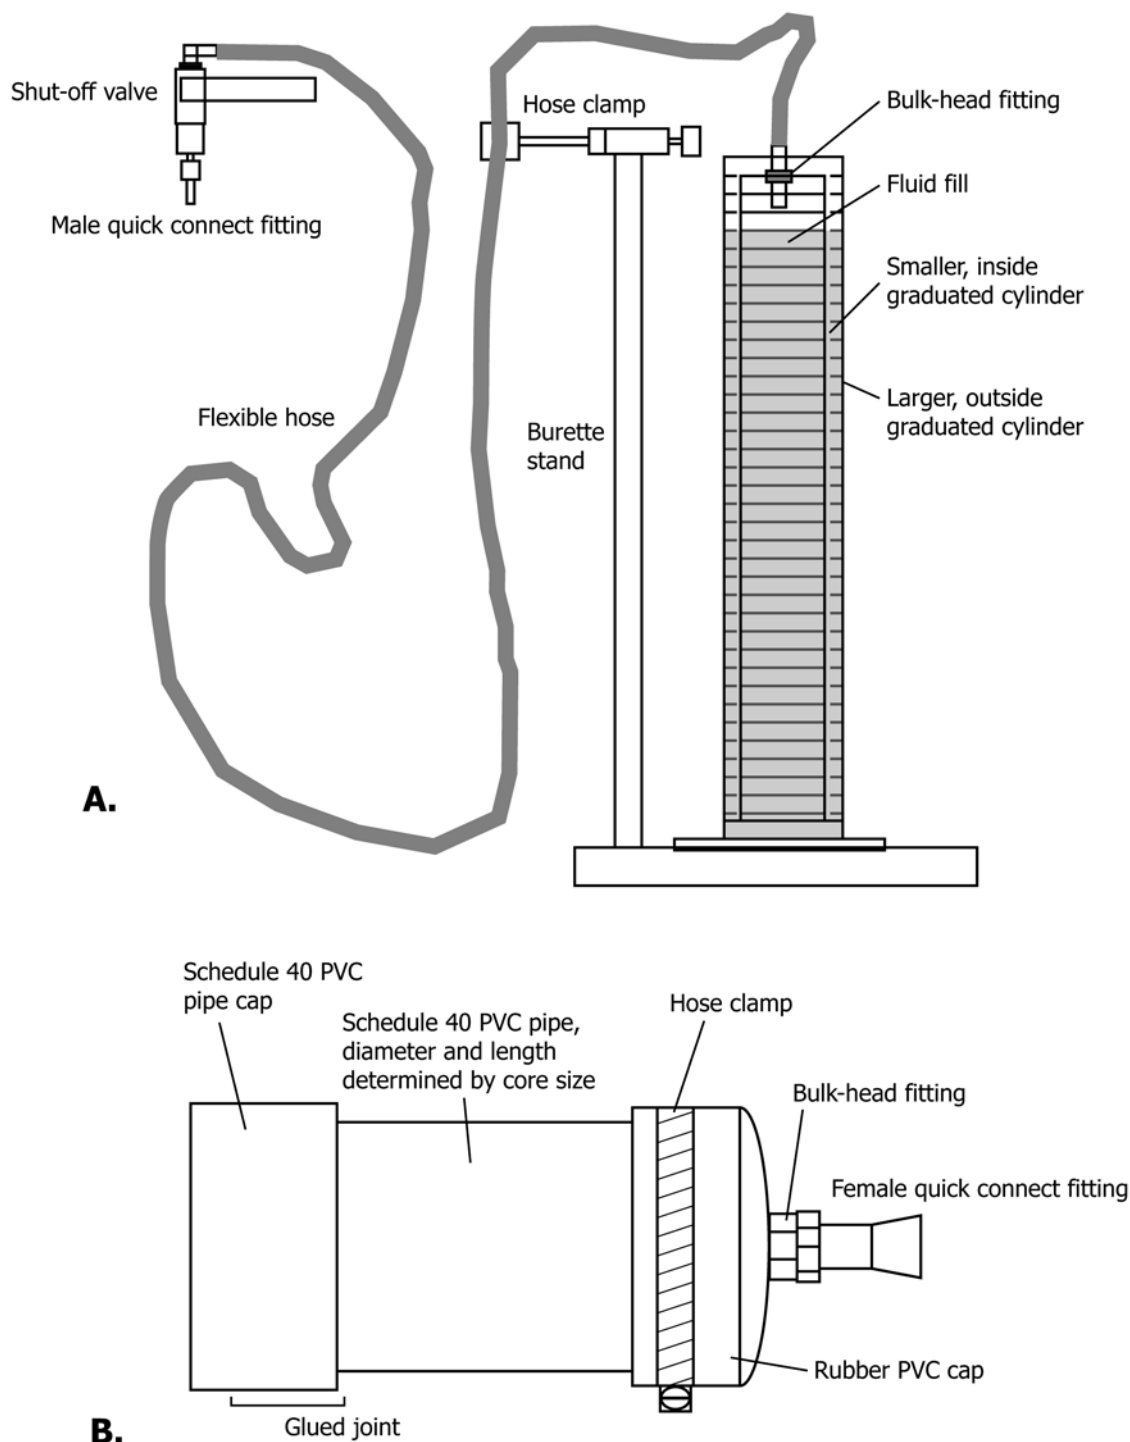 Shut-off valve
Male quick connect fitting
Hose clamp
Bulk-head fitting
Fluid fill
Smaller, inside
graduated cylinder
Larger, outside
graduated cylinder
Flexible hose
Burette
stand
A.
Schedule 40 PVC
pipe cap
Schedule 40 PVC pipe,
diameter and length
determined by core size
Hose clamp
Bulk-head fitting
Female quick connect fitting
Rubber PVC cap
Glued joint
B.